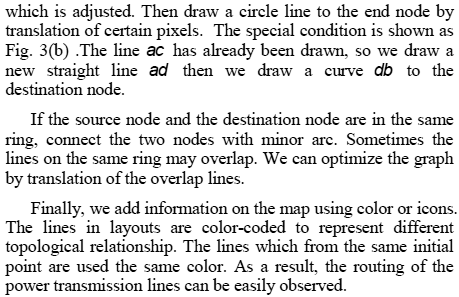 which is adjusted. Then draw a circle line to the end node by
translation of certain pixels. The special condition is shown as
Fig. 3(b) .The line ac has already been drawn, so we draw a
new straight line ad then we draw a curve db to the
destination node.
If the source node and the destination node are in the same
ring, connect the two nodes with minor arc. Sometimes the
lines on the same ring may overlap. We can optimize the graph
by translation of the overlap lines.
Finally, we add information on the map using color or icons.
The lines in layouts are color-coded to represent different
topological relationship. The lines which from the same initial
point are used the same color. As a result, the routing of the
power transmission lines can be easily observed.